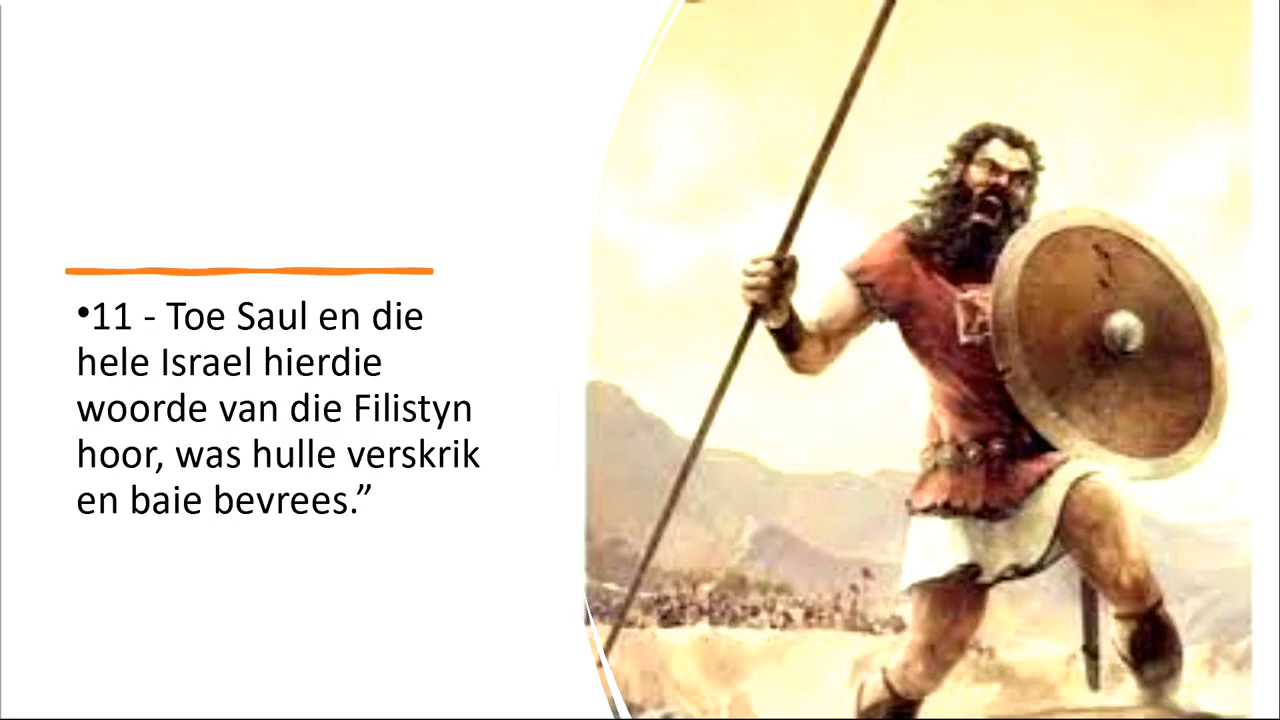 •11 - Toe Saul en die
hele Israel hierdie
woorde van die Filistyn
hoor, was hulle verskrik
en baie bevrees.”